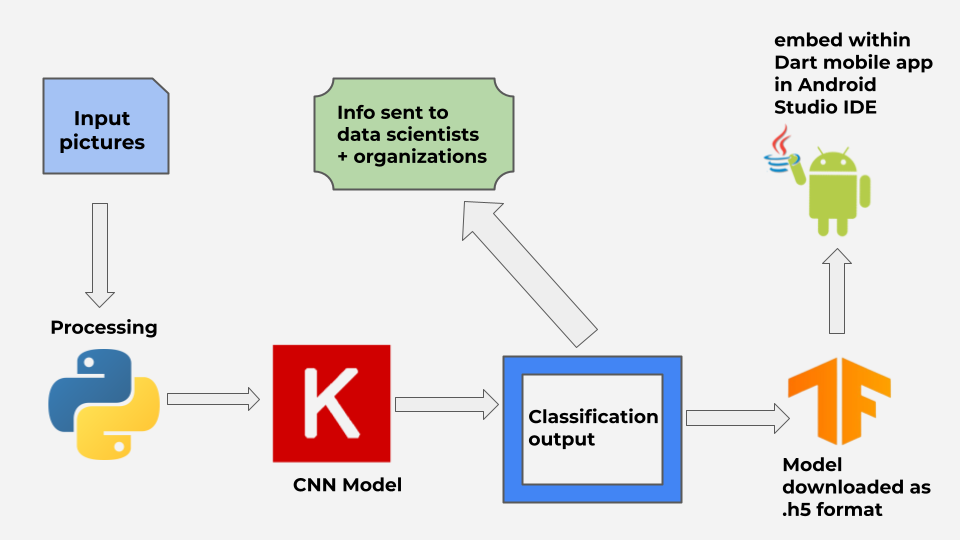 Input
pictures
Processing
K
CNN Model
Info sent to
data scientists
+ organizations
Classification
output
Model
downloaded as
.h5 format
embed within
Dart mobile app
in Android
Studio IDE